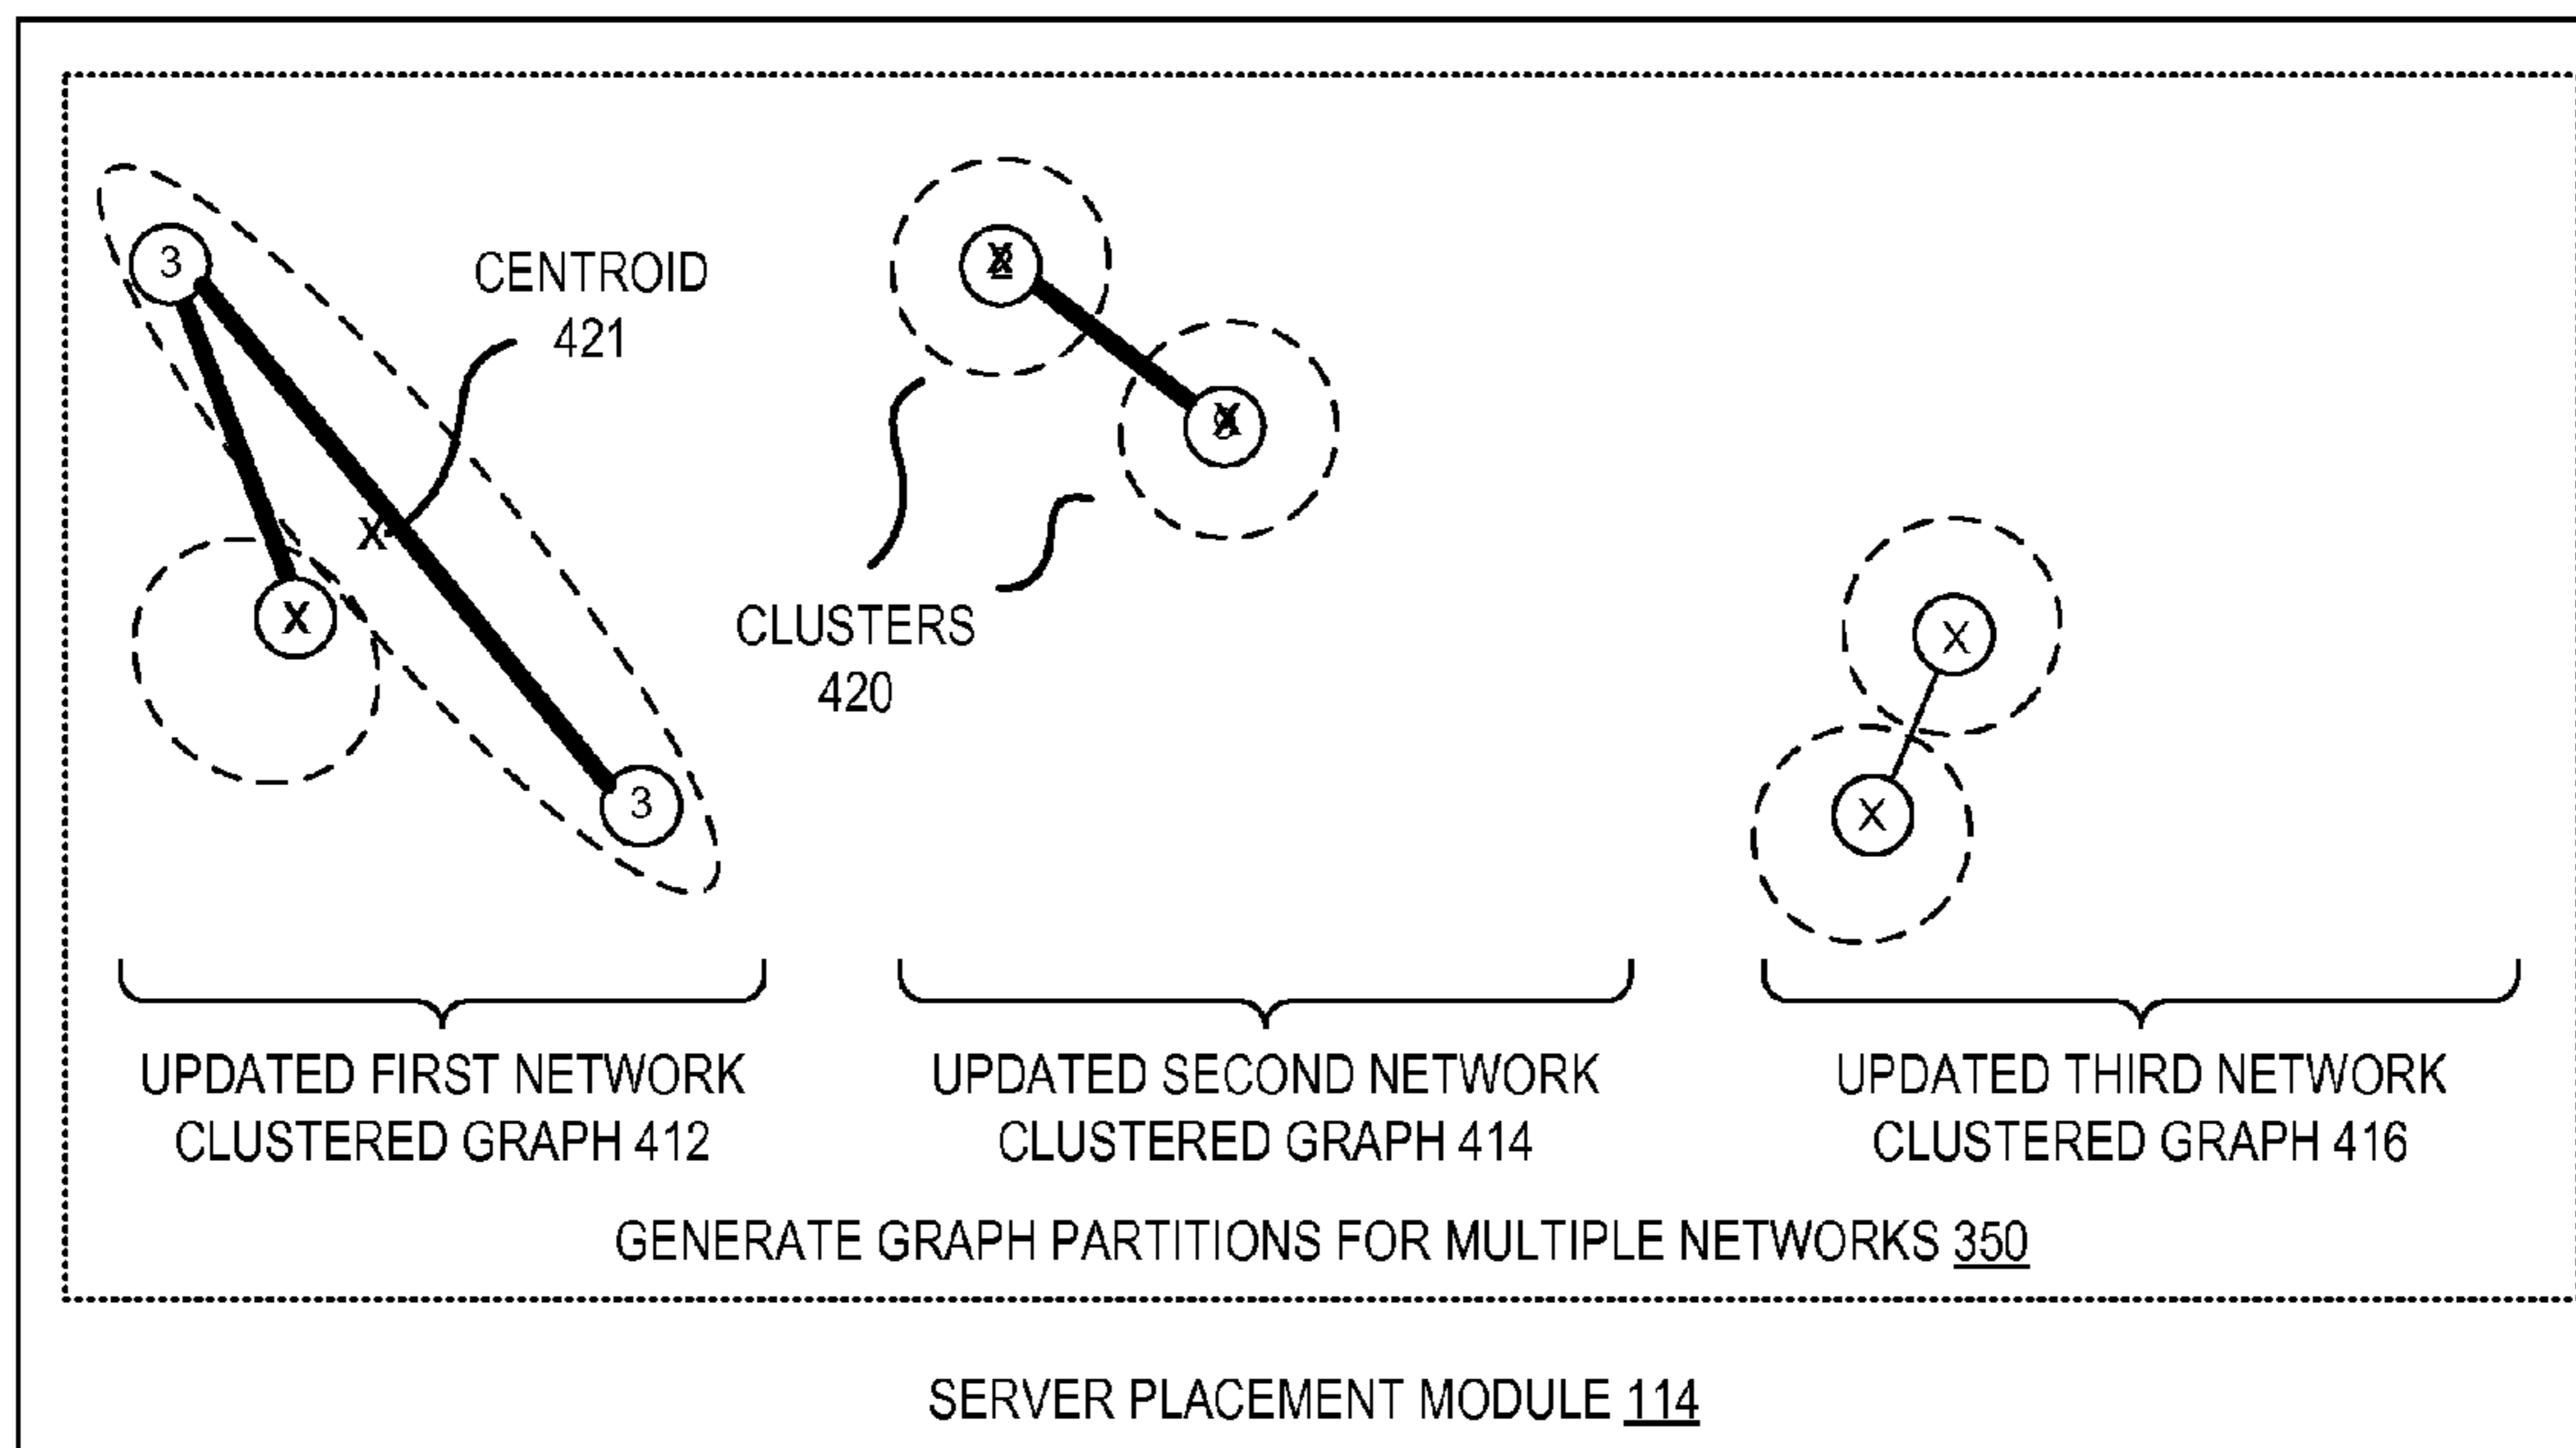 3
CENTROID
421
X
X
3
CLUSTERS
420
X
X
X
X
UPDATED FIRST NETWORK
CLUSTERED GRAPH 412
UPDATED SECOND NETWORK
CLUSTERED GRAPH 414
UPDATED THIRD NETWORK
CLUSTERED GRAPH 416
GENERATE GRAPH PARTITIONS FOR MULTIPLE NETWORKS 350
SERVER PLACEMENT MODULE 114